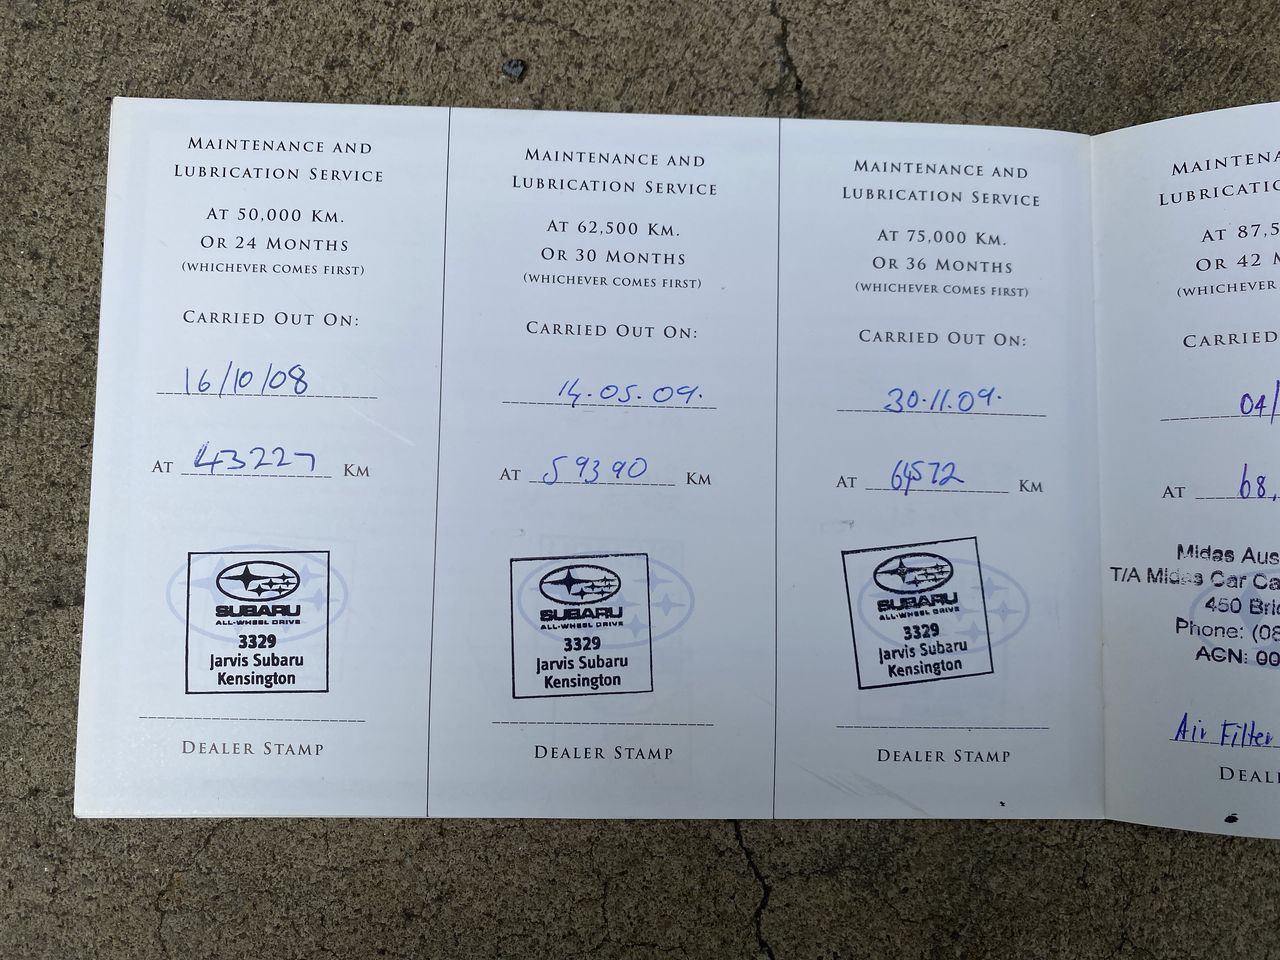 MAINTENANCE AND
LUBRICATION SERVICE
AT 50,000 KM.
OR 24 MONTHS
(WHICHEVER COMES FIRST)
CARRIED OUT ON:
16/10/08
AT 43227 KM
SUBARU
ALL-WHEEL DRIVE
3329
Jarvis Subaru
Kensington
DEALER STAMP
MAINTENANCE AND
LUBRICATION SERVICE
AT 62,500 KM.
OR 30 MONTHS
(WHICHEVER COMES FIRST)
CARRIED OUT ON:
14.05.09.
AT 59390 KM
SUBARU
ALL-WHEEL DRIVE
3329
Jarvis Subaru
Kensington
DEALER STAMP
MAINTENANCE AND
LUBRICATION SERVICE
AT 75,000 KM.
OR 36 MONTHS
(WHICHEVER COMES FIRST)
CARRIED OUT ON:
30.11.09.
AT 64572 KM
SUBARU
ALL-WHEEL DRIVE
3329
Jarvis Subaru
Kensington
DEALER STAMP
MAINTENA
LUBRICATIO
AT 87,5
OR 42 M
(WHICHEVER
CARRIED
04/
AT 68,
Midas Aus
T/A Midas Car Ca
450 Bri
Phone: (08
ACN: 00
Air Filter
DEAL